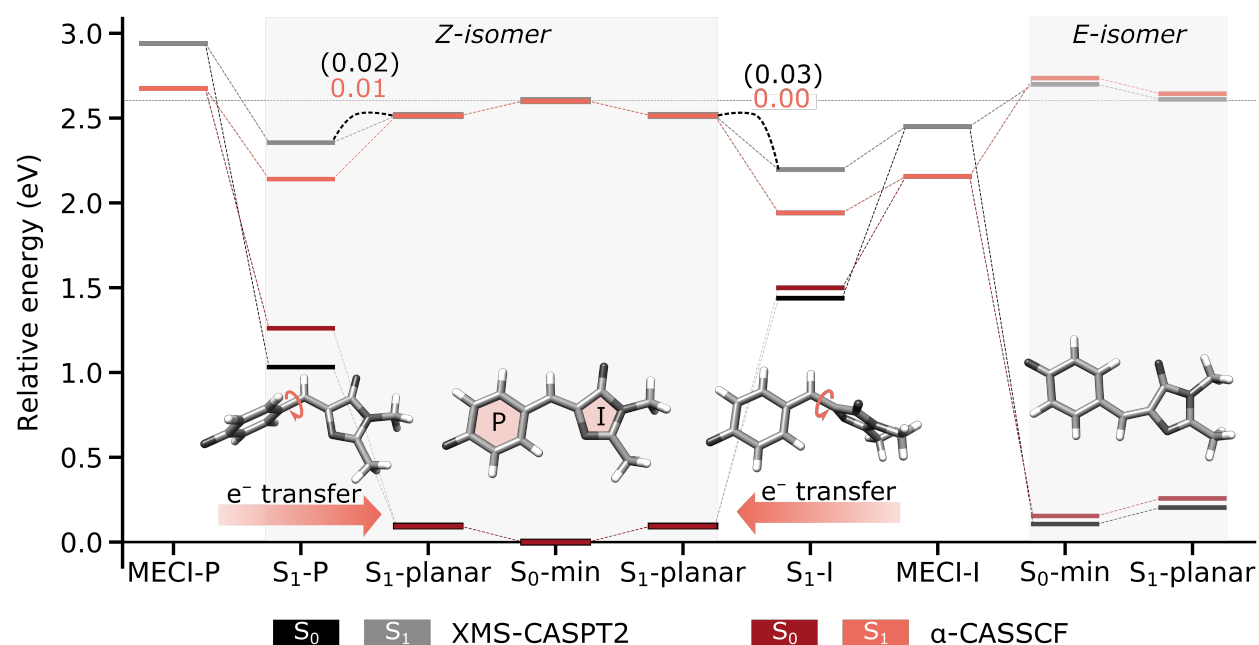 Z-isomer
E-isomer
(0.02)
0.01
(0.03)
0.00
3.0
2.5
2.0
1.5
1.0
0.5
0.0
Relative energy (eV)
P
I
e⁻ transfer
e⁻ transfer
MECI-P
S₁-P
S₁-planar
S₀-min
S₁-planar
S₁-I
MECI-I
S₀-min
S₁-planar
S₀ S₁ XMS-CASPT2
S₀ S₁ α-CASSCF